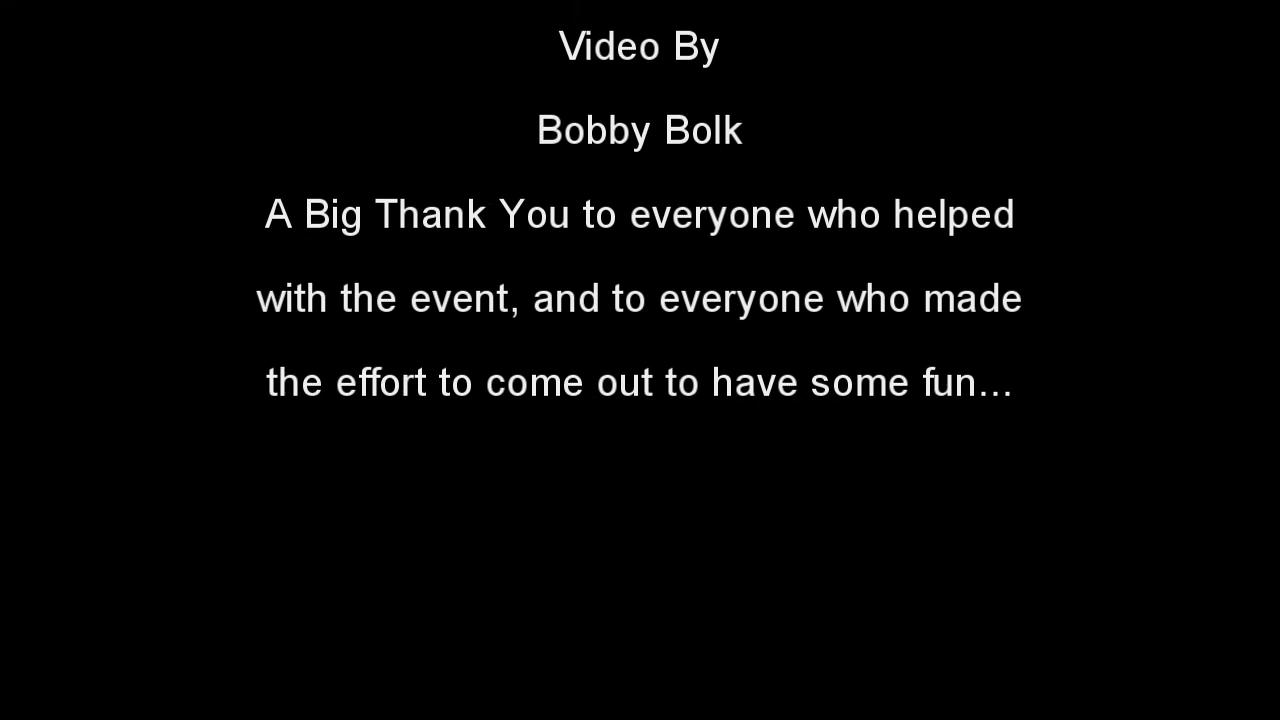 Video By
Bobby Bolk
A Big Thank You to everyone who helped
with the event, and to everyone who made
the effort to come out to have some fun...